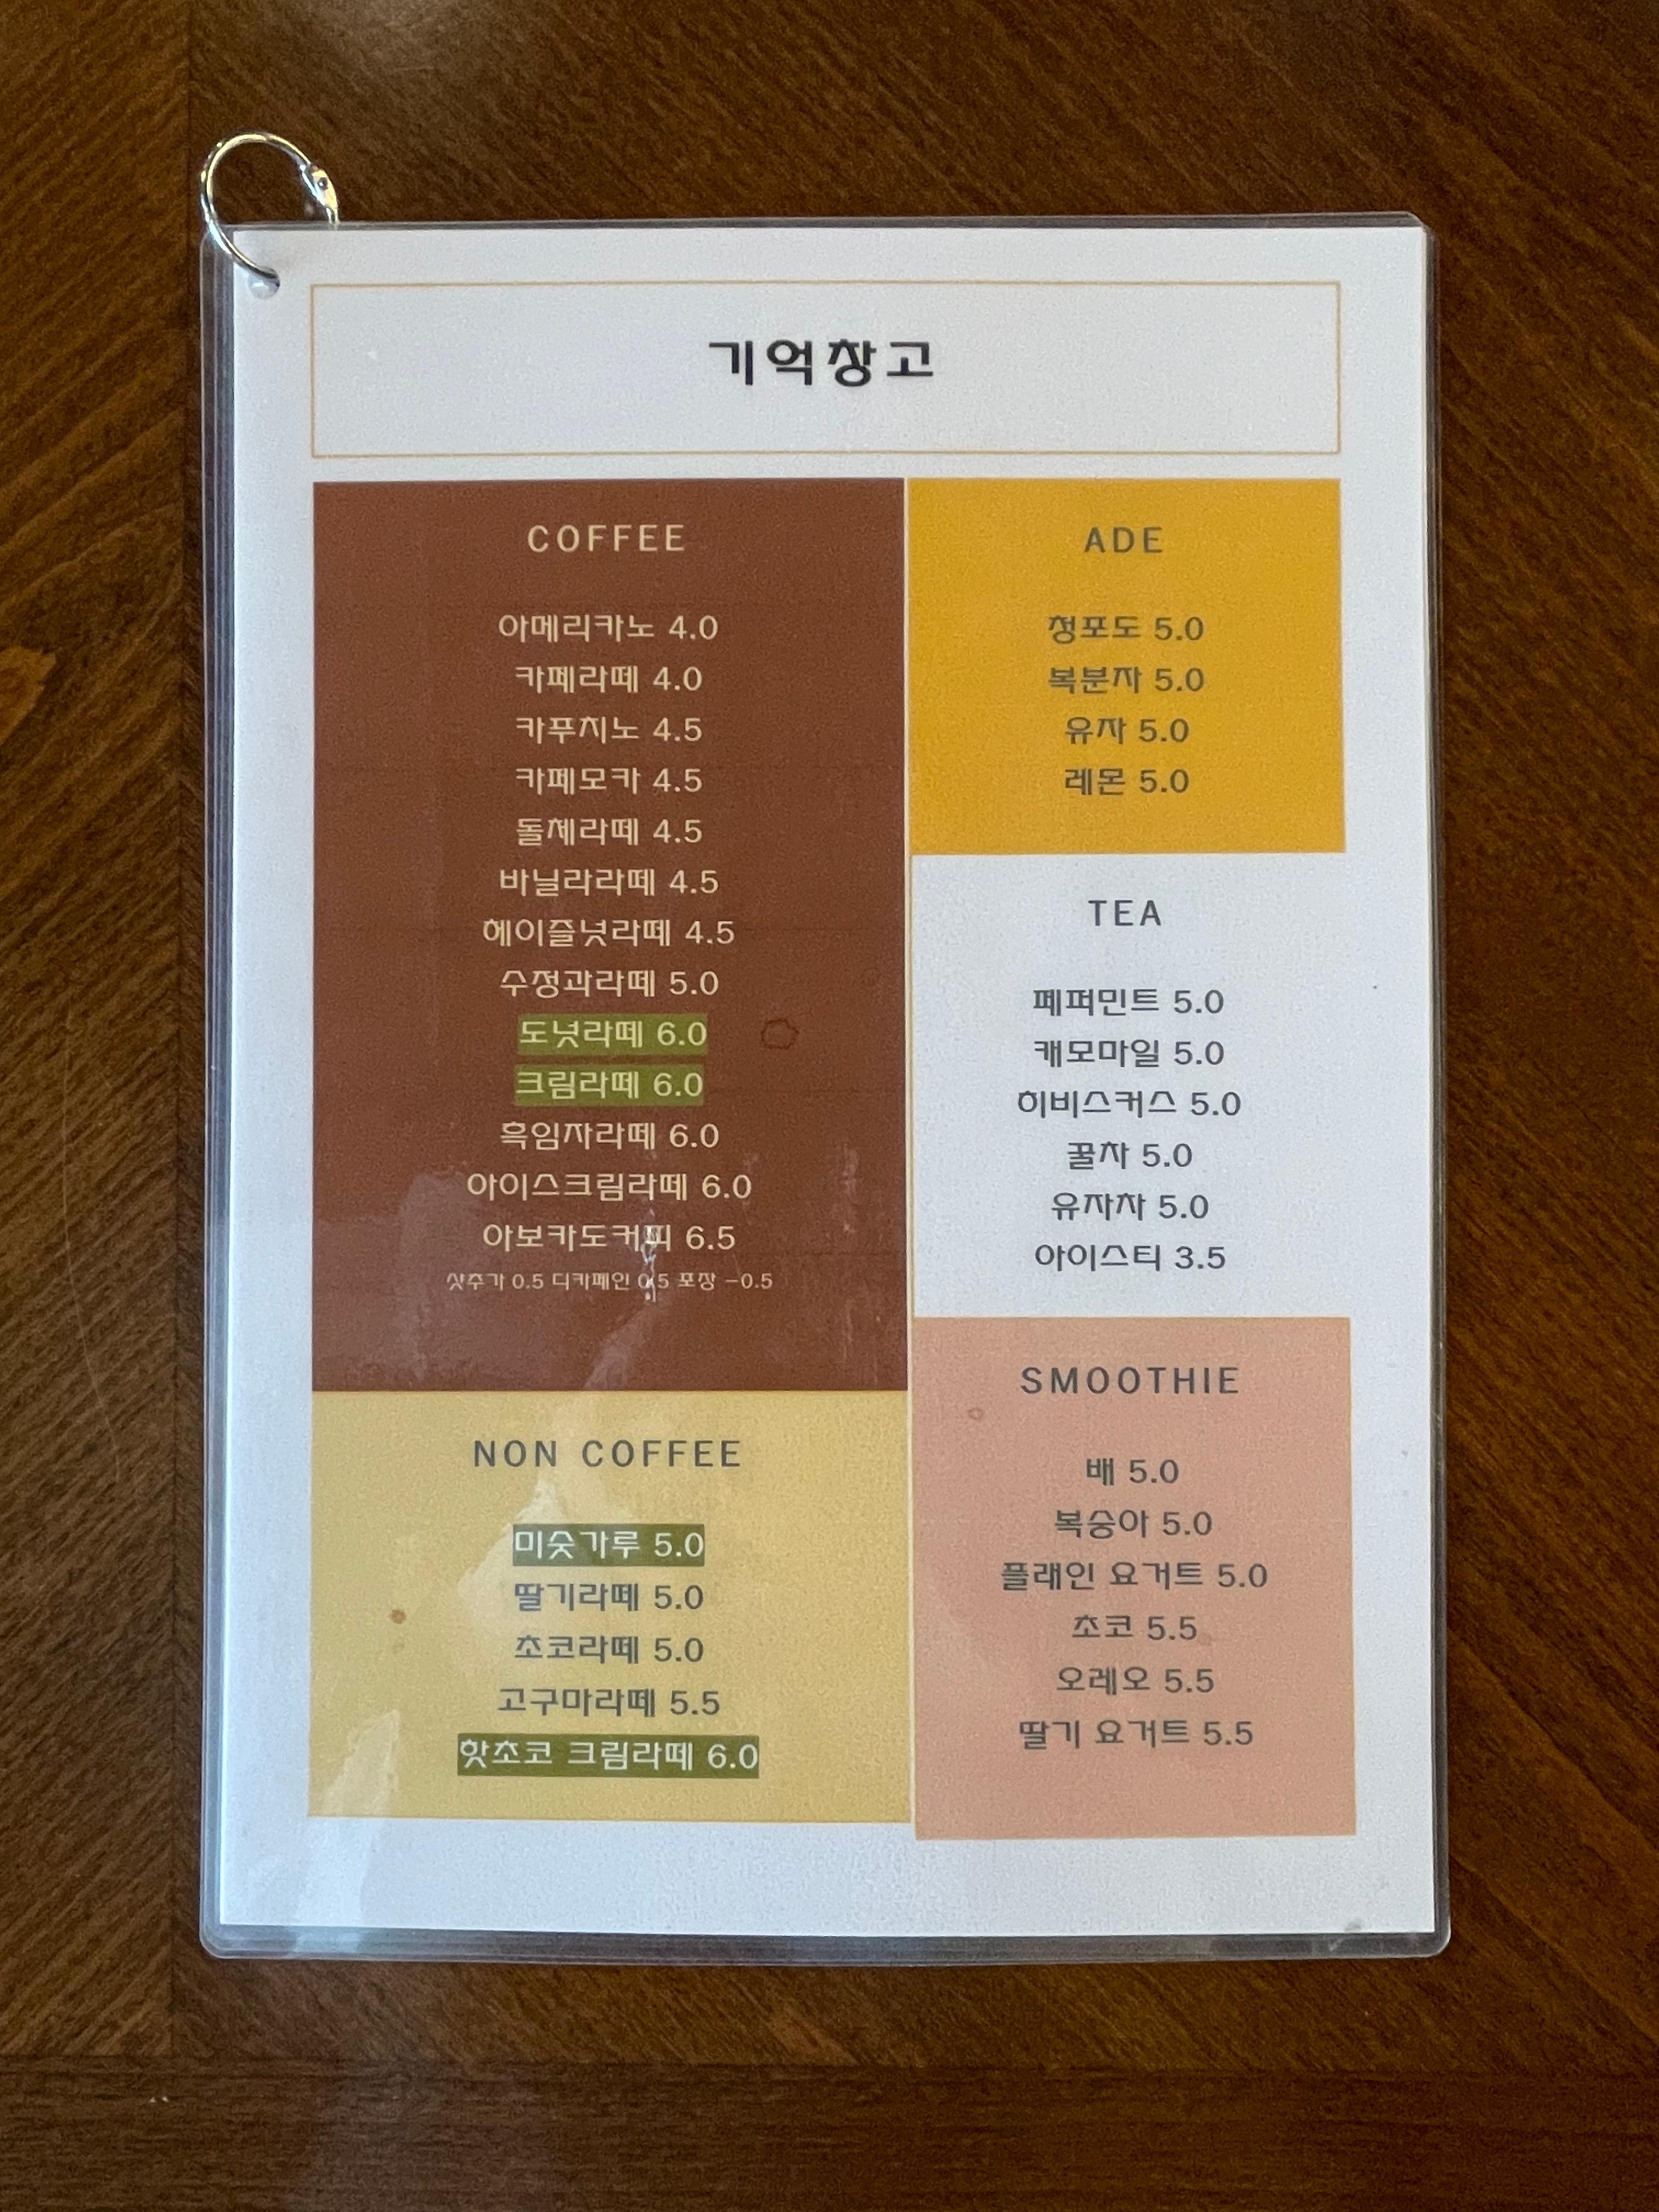 기억창고
COFFEE
아메리카노 4.0
카페라떼 4.0
카푸치노 4.5
카페모카 4.5
돌체라떼 4.5
바닐라라떼 4.5
헤이즐넛라떼 4.5
수정과라떼 5.0
도넛라떼 6.0
크림라떼 6.0
흑임자라떼 6.0
아이스크림라떼 6.0
아보카도커피 6.5
샷추가 0.5 디카페인 0.5 포장 -0.5
NON COFFEE
미숫가루 5.0
딸기라떼 5.0
초코라떼 5.0
고구마라떼 5.5
핫초코 크림라떼 6.0
ADE
청포도 5.0
복분자 5.0
유자 5.0
레몬 5.0
TEA
페퍼민트 5.0
캐모마일 5.0
히비스커스 5.0
꿀차 5.0
유자차 5.0
아이스티 3.5
SMOOTHIE
배 5.0
복숭아 5.0
플래인 요거트 5.0
초코 5.5
오레오 5.5
딸기 요거트 5.5